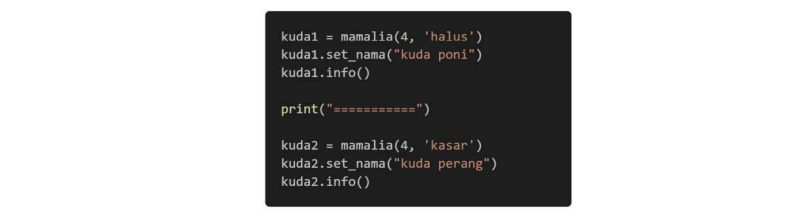 kuda1 = mamalia(4, 'halus')
kuda1.set_nama("kuda poni")
kuda1.info()
print("===========")
kuda2 = mamalia(4, 'kasar')
kuda2.set_nama("kuda perang")
kuda2.info()